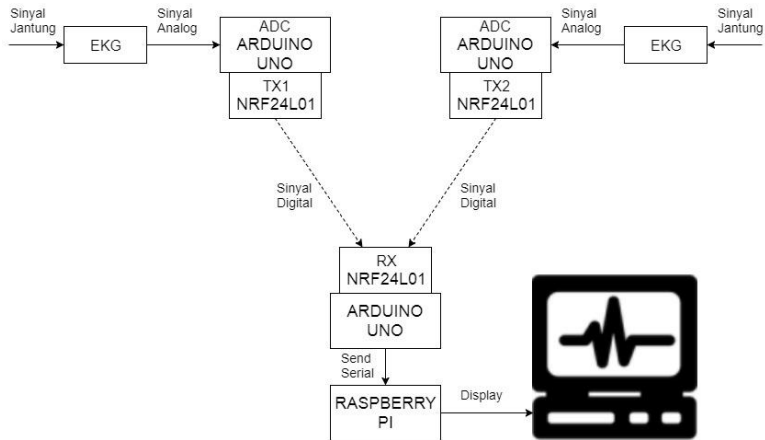 Sinyal
Jantung
EKG
Sinyal
Analog
ADC
ARDUINO
UNO
TX1
NRF24L01
ADC
ARDUINO
UNO
TX2
NRF24L01
Sinyal
Analog
EKG
Sinyal
Jantung
Sinyal
Digital
Sinyal
Digital
RX
NRF24L01
ARDUINO
UNO
Send
Serial
RASPBERRY
PI
Display